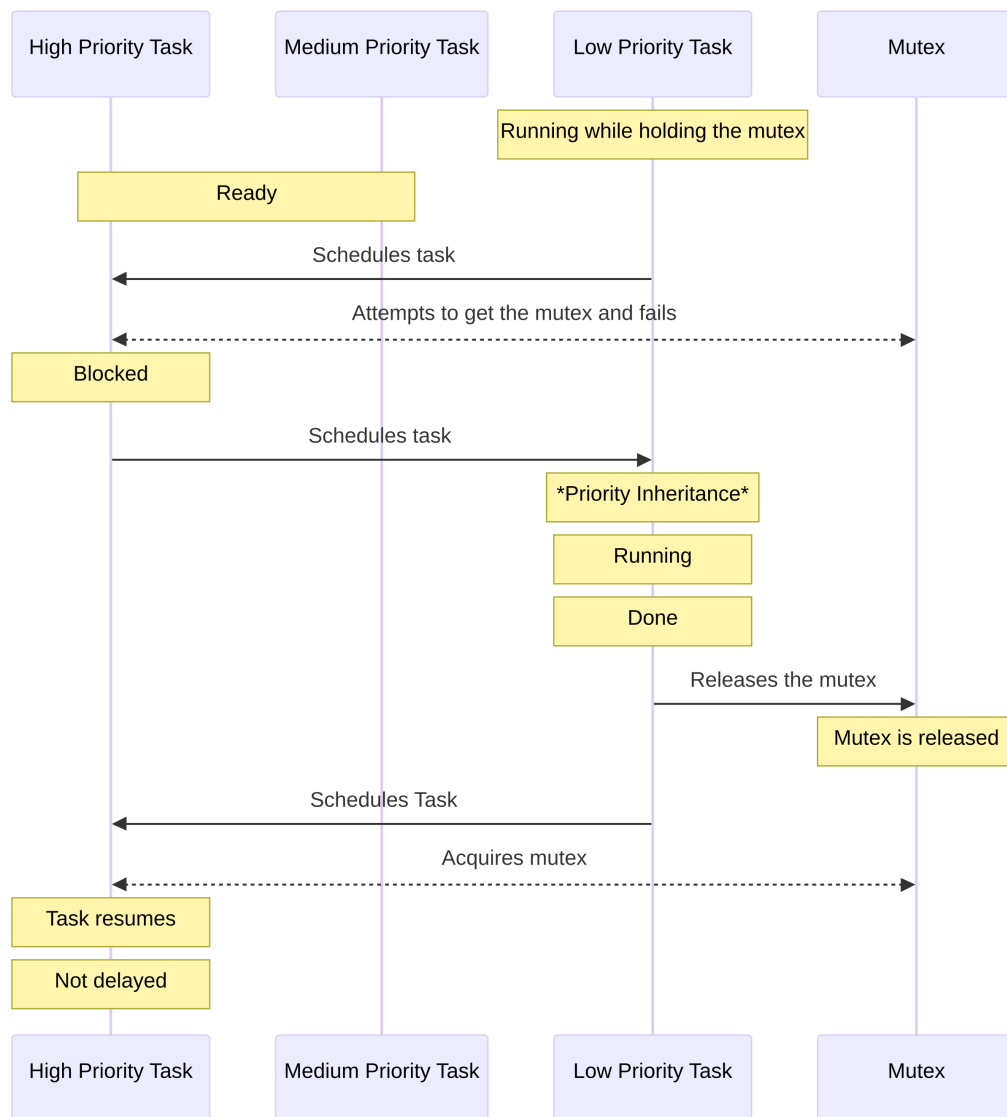 High Priority Task
Medium Priority Task
Low Priority Task
Mutex
Running while holding the mutex
Ready
Schedules task
Attempts to get the mutex and fails
Blocked
Schedules task
*Priority Inheritance*
Running
Done
Releases the mutex
Mutex is released
Schedules Task
Acquires mutex
Task resumes
Not delayed
High Priority Task
Medium Priority Task
Low Priority Task
Mutex